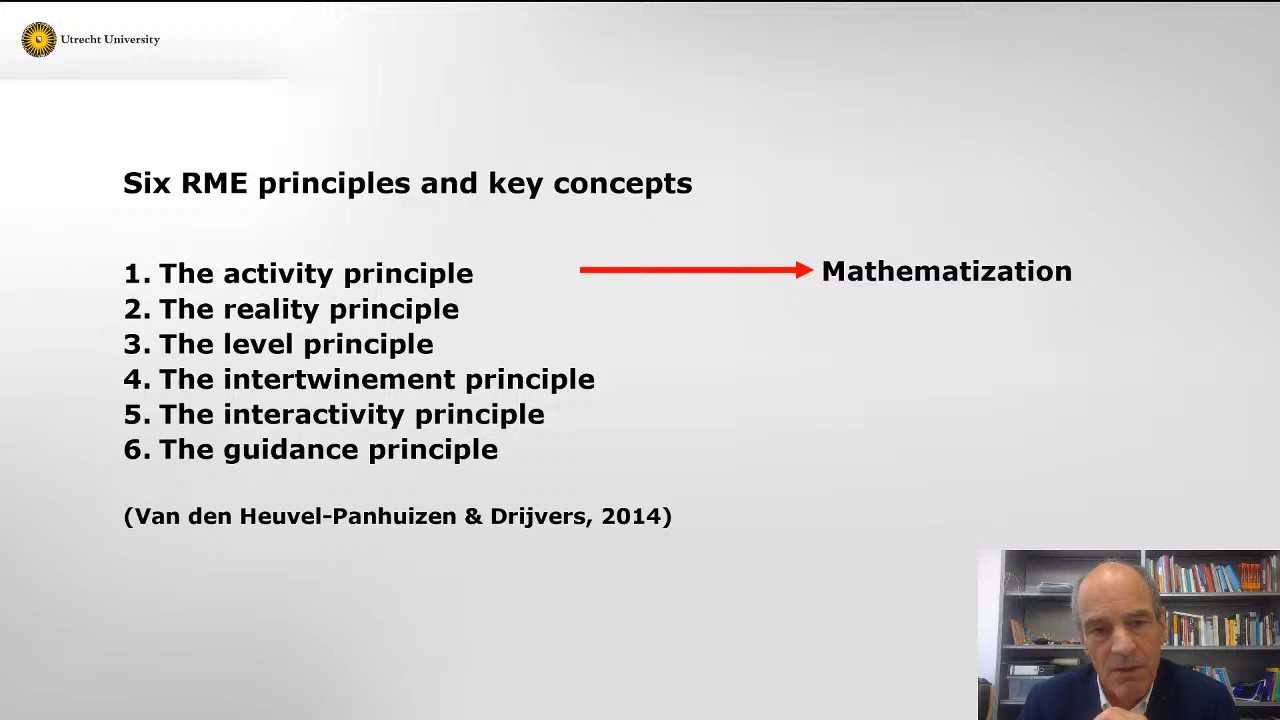 Utrecht University
Six RME principles and key concepts
1. The activity principle
Mathematization
2. The reality principle
3. The level principle
4. The intertwinement principle
5. The interactivity principle
6. The guidance principle
(Van den Heuvel-Panhuizen & Drijvers, 2014)